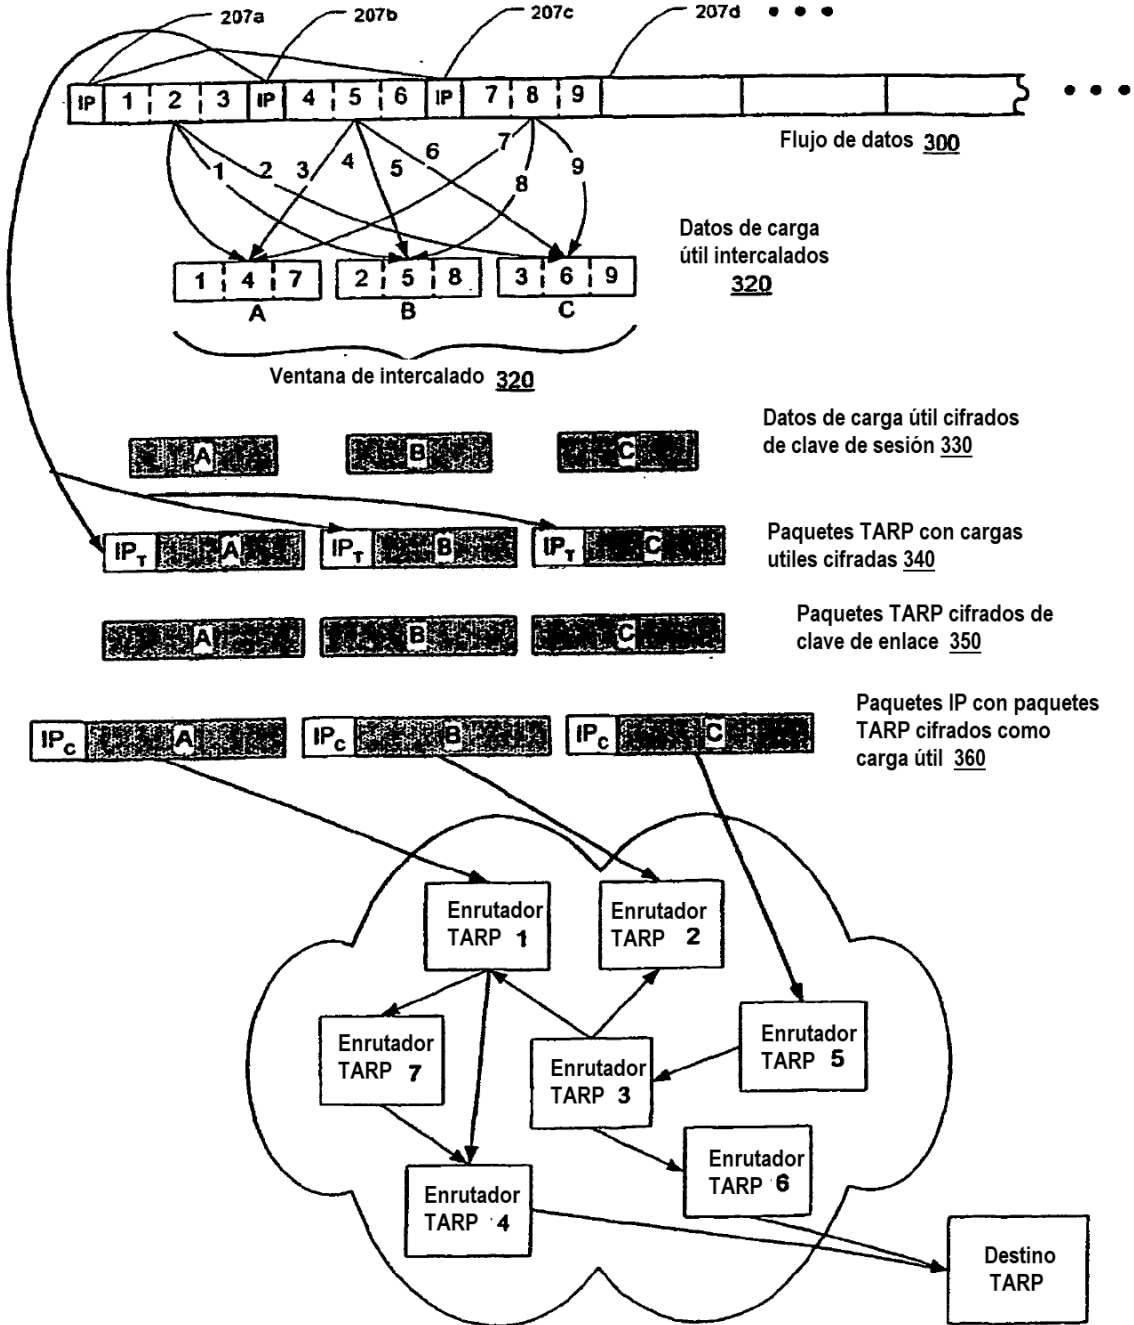 207a 207b 207c 207d • • •
IP 1 2 3 IP 4 5 6 IP 7 8 9 • • •
Flujo de datos 300
1 2 3 4 5 6 7 8 9
Datos de carga
útil intercalados
320
1 4 7 2 5 8 3 6 9
A B C
Ventana de intercalado 320
Datos de carga útil cifrados
de clave de sesión 330
A B C
Paquetes TARP con cargas
utiles cifradas 340
IPT A IPT B IPT C
Paquetes TARP cifrados de
clave de enlace 350
A B C
Paquetes IP con paquetes
TARP cifrados como
carga útil 360
IPC A IPC B IPC C
Enrutador
TARP 1
Enrutador
TARP 2
Enrutador
TARP 7
Enrutador
TARP 3
Enrutador
TARP 5
Enrutador
TARP 4
Enrutador
TARP 6
Destino
TARP